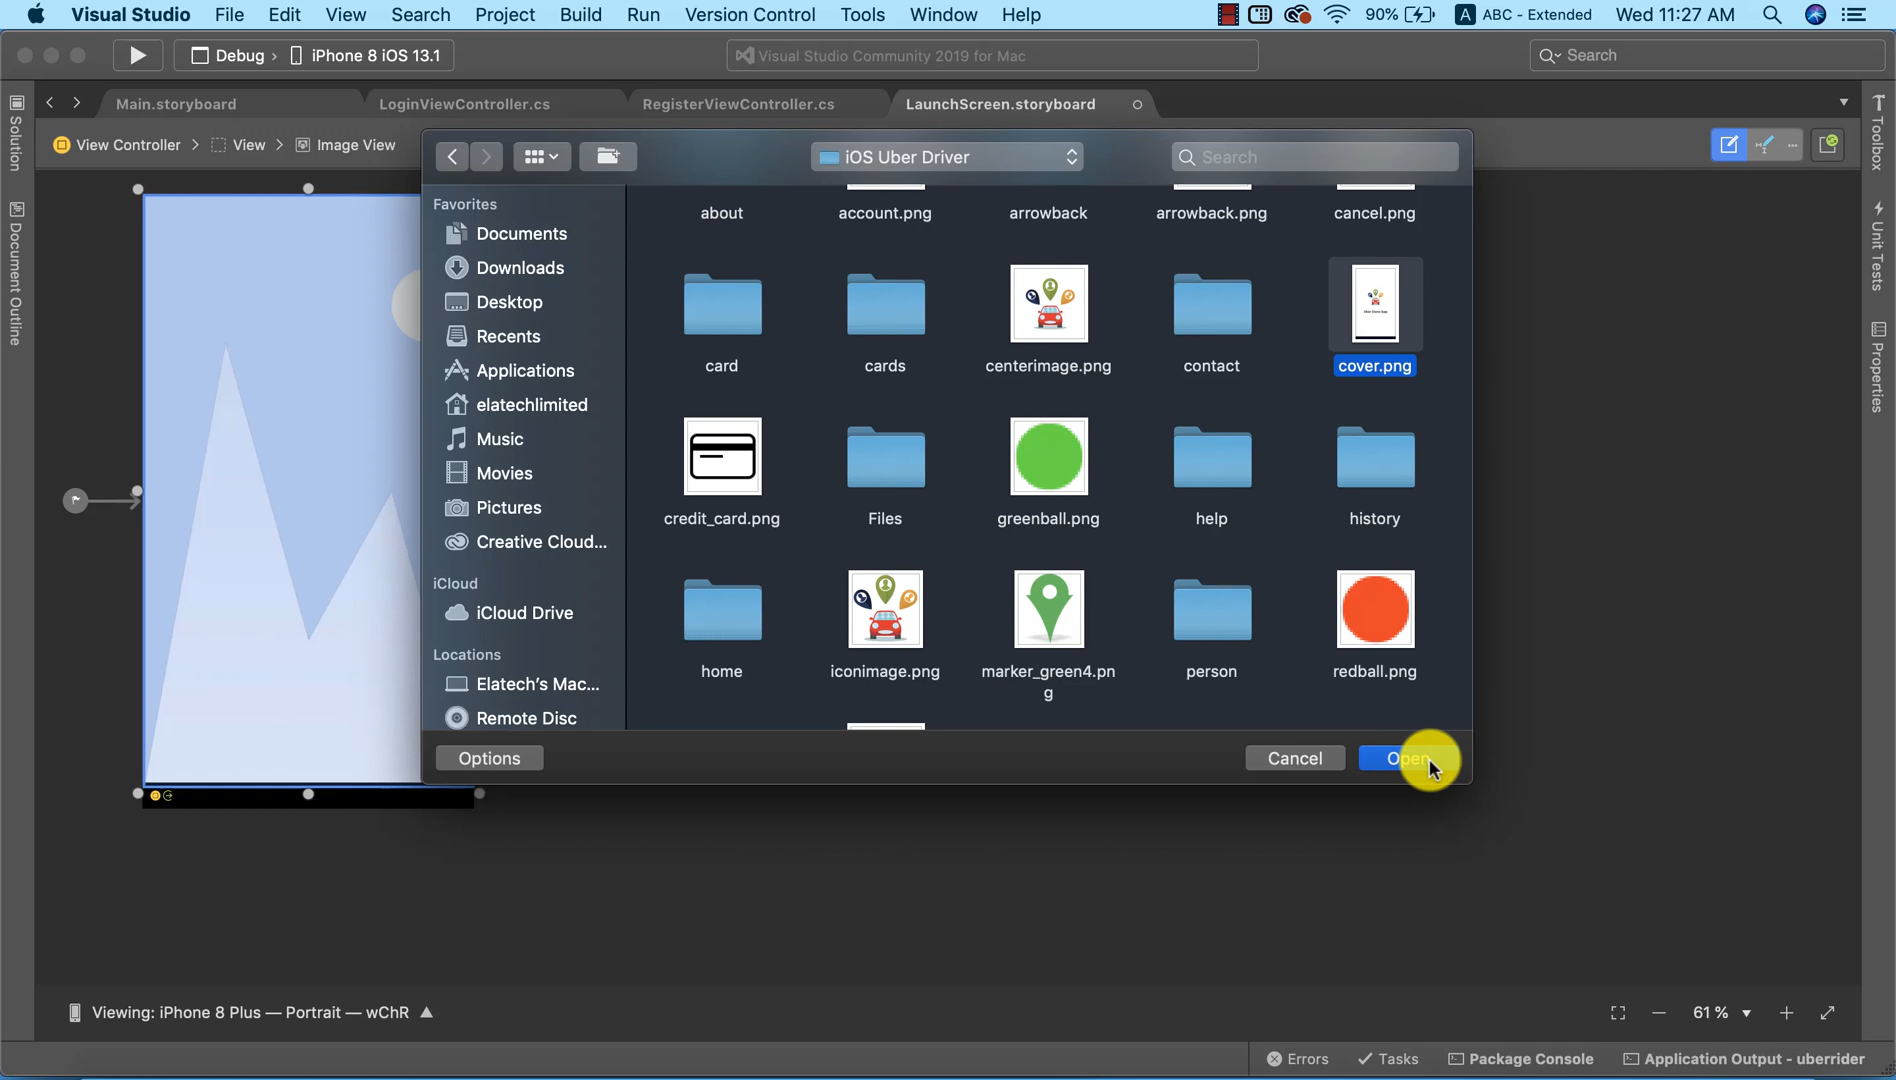 Visual Studio File Edit View Search Project Build Run Version Control Tools Window Help 90% A ABC - Extended Wed 11:27 AM
Debug › iPhone 8 iOS 13.1 Visual Studio Community 2019 for Mac Search
Main.storyboard LoginViewController.cs RegisterViewController.cs LaunchScreen.storyboard
View Controller View Image View iOS Uber Driver Search
Solution
Document Outline
Toolbox
Unit Tests
Properties
Favorites
Documents
Downloads
Desktop
Recents
Applications
elatechlimited
Music
Movies
Pictures
Creative Cloud...
iCloud
iCloud Drive
Locations
Elatech's Mac...
Remote Disc
about account.png arrowback arrowback.png cancel.png
card cards centerimage.png contact cover.png
credit_card.png Files greenball.png help history
home iconimage.png marker_green4.pn person redball.png
g
Options Cancel Open
Viewing: iPhone 8 Plus — Portrait — wChR 61 %
Errors Tasks Package Console Application Output - uberrider